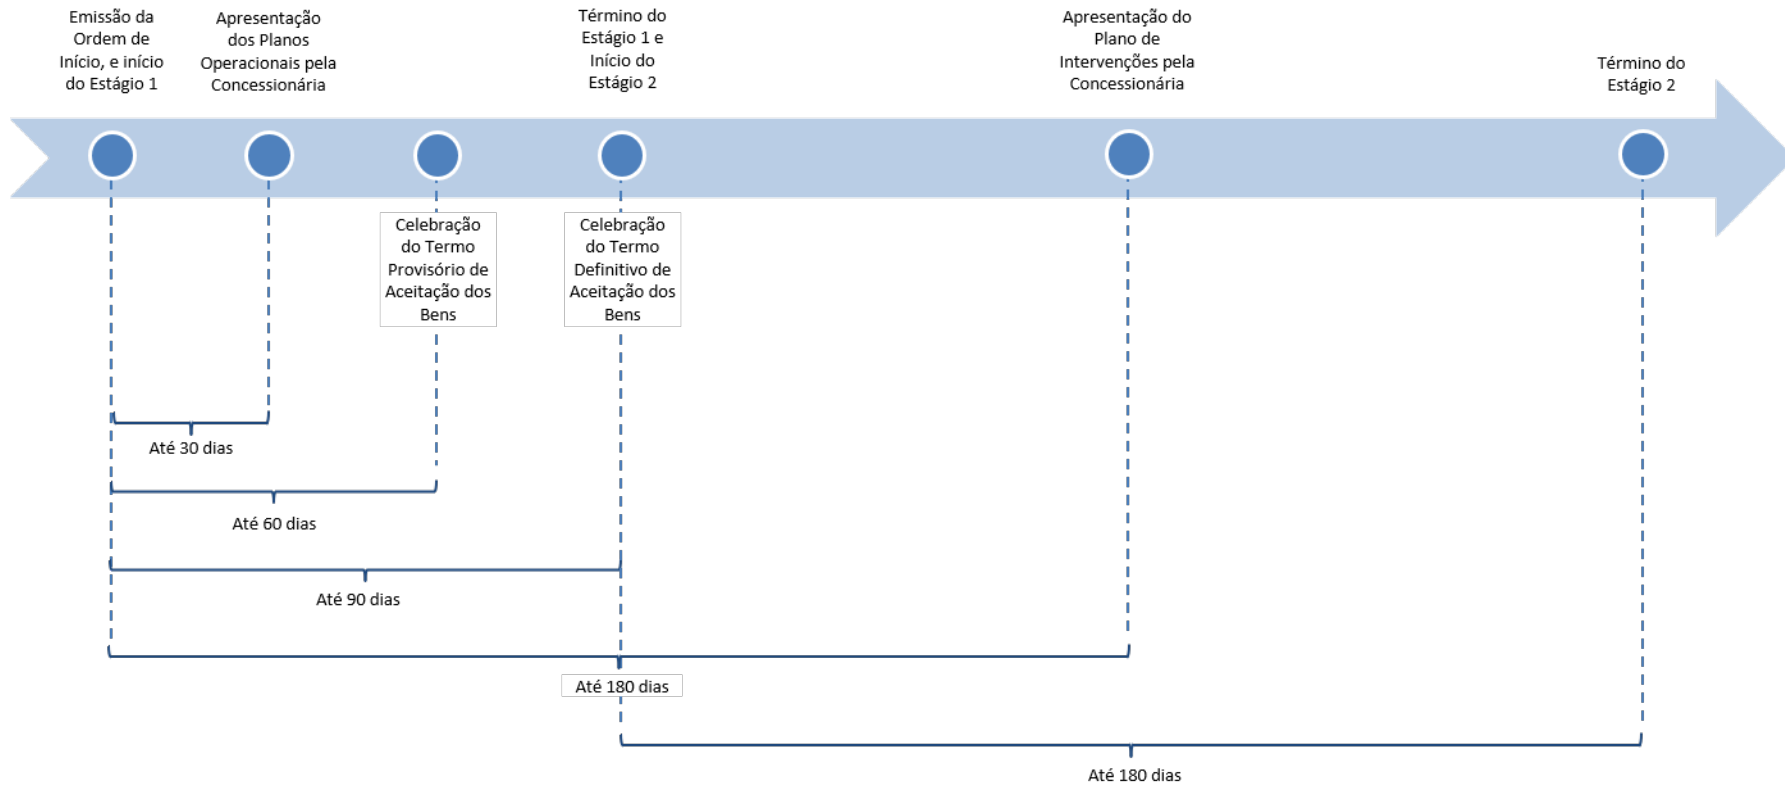 Emissão da
Ordem de
Início, e início
do Estágio 1
Apresentação
dos Planos
Operacionais pela
Concessionária
Término do
Estágio 1 e
Início do
Estágio 2
Apresentação do
Plano de
Intervenções pela
Concessionária
Término do
Estágio 2
Celebração
do Termo
Provisório de
Aceitação dos
Bens
Celebração
do Termo
Definitivo de
Aceitação dos
Bens
Até 30 dias
Até 60 dias
Até 90 dias
Até 180 dias
Até 180 dias